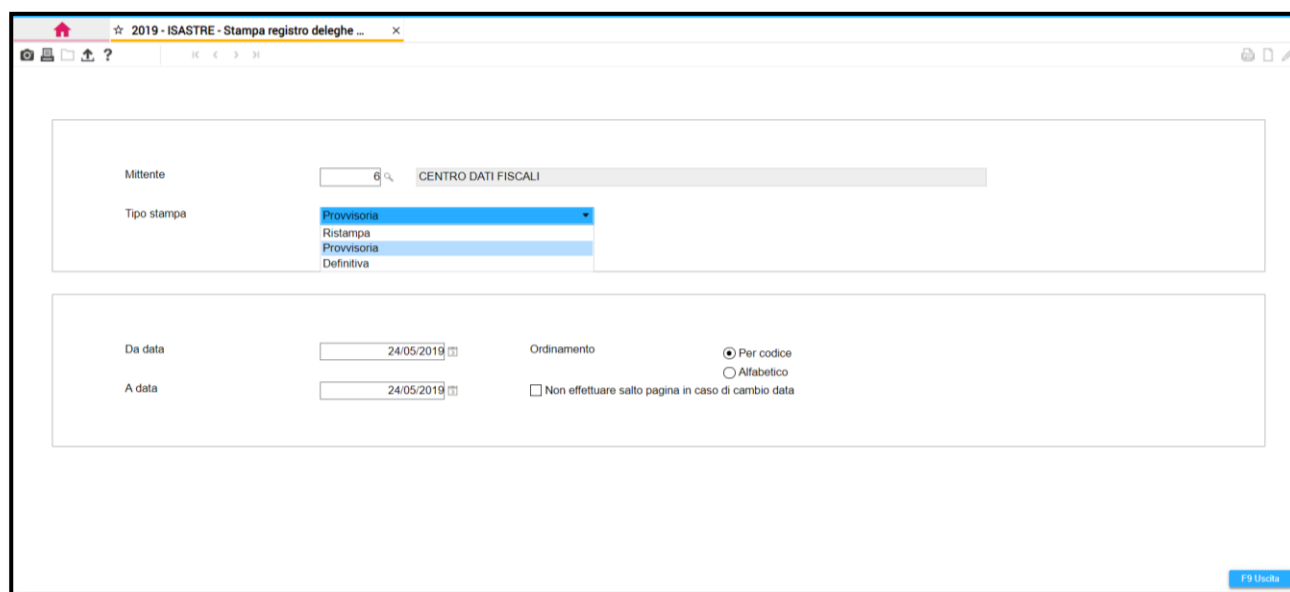 ☆ 2019 - ISASTRE - Stampa registro deleghe ... ×
?
Mittente 6 CENTRO DATI FISCALI
Tipo stampa Provvisoria
Ristampa
Provvisoria
Definitiva
Da data 24/05/2019 Ordinamento Per codice
Alfabetico
A data 24/05/2019 Non effettuare salto pagina in caso di cambio data
F9 Uscita